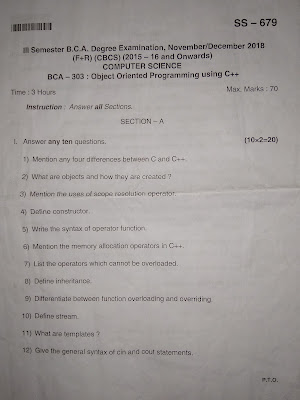 SS – 679
III Semester B.C.A. Degree Examination, November/December 2018
(F+R) (CBCS) (2015 – 16 and Onwards)
COMPUTER SCIENCE
BCA – 303 : Object Oriented Programming using C++
Time : 3 Hours Max. Marks : 70
Instruction : Answer all Sections.
SECTION – A
I. Answer any ten questions. (10×2=20)
1) Mention any four differences between C and C++.
2) What are objects and how they are created ?
3) Mention the uses of scope resolution operator.
4) Define constructor.
5) Write the syntax of operator function.
6) Mention the memory allocation operators in C++.
7) List the operators which cannot be overloaded.
8) Define inheritance.
9) Differentiate between function overloading and overriding.
10) Define stream.
11) What are templates ?
12) Give the general syntax of cin and cout statements.
P.T.O.